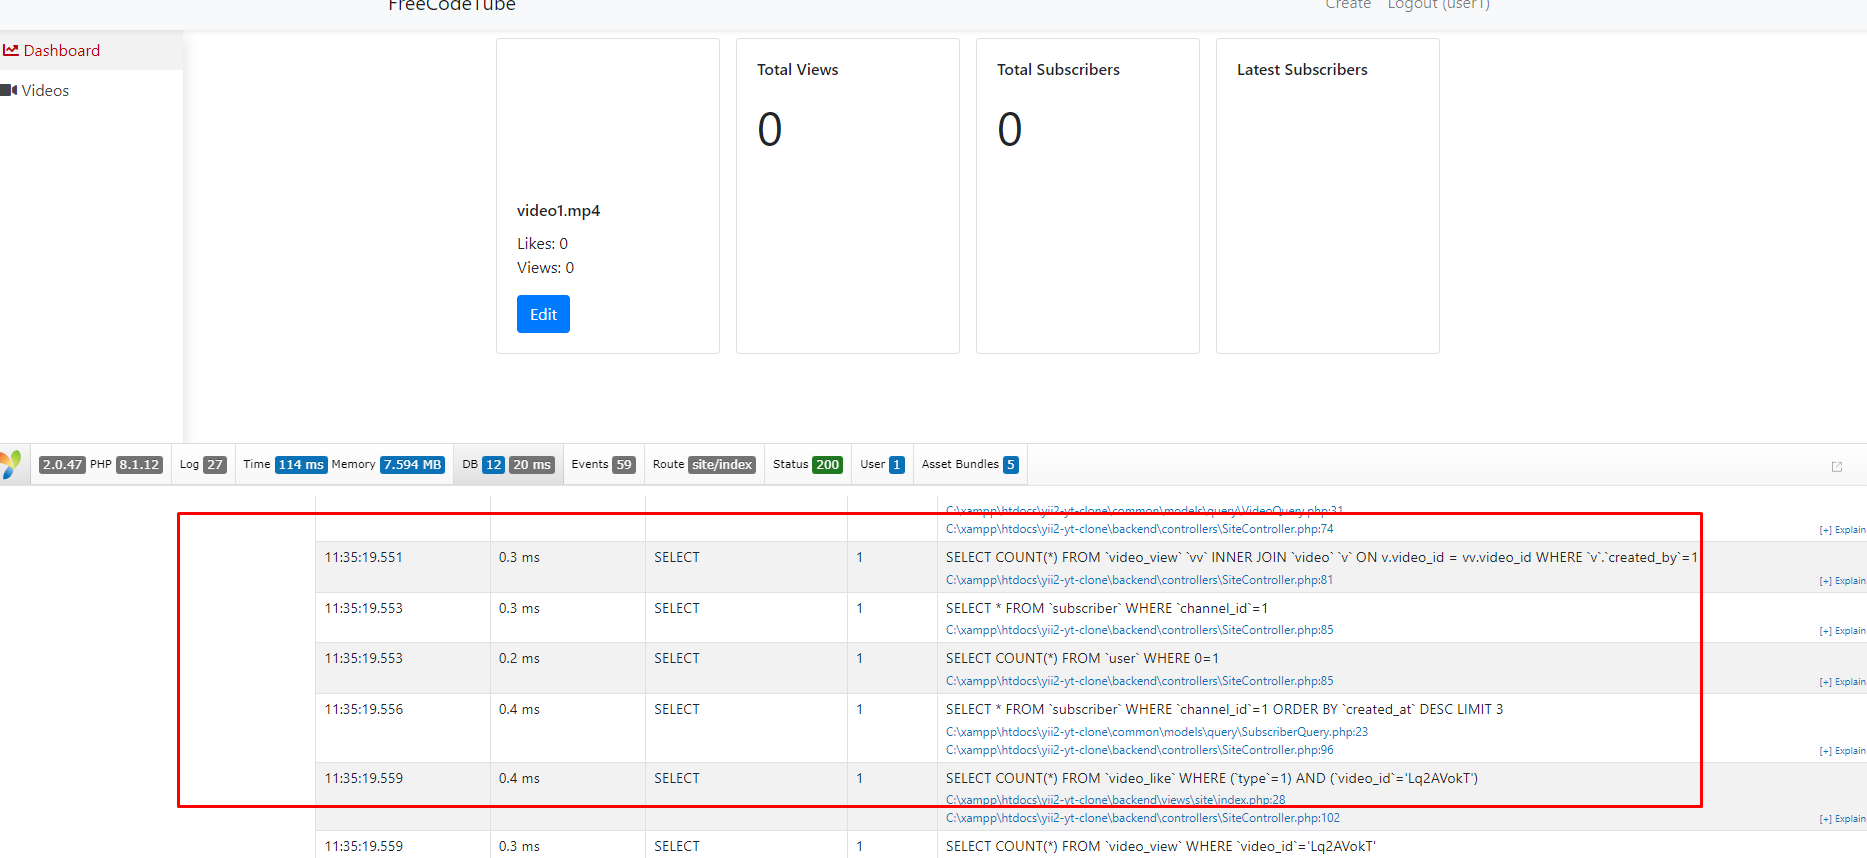 FreeCodeTube
Create Logout (user1)
Dashboard
Videos
video1.mp4
Likes: 0
Views: 0
Edit
Total Views
0
Total Subscribers
0
Latest Subscribers
2.0.47 PHP 8.1.12 Log 27 Time 114 ms Memory 7.594 MB DB 12 20 ms Events 59 Route site/index Status 200 User 1 Asset Bundles 5
C:\xampp\htdocs\yii2-yt-clone\common\models\query\VideoQuery.php:31
C:\xampp\htdocs\yii2-yt-clone\backend\controllers\SiteController.php:74 [+] Explain
11:35:19.551 0.3 ms SELECT 1 SELECT COUNT(*) FROM `video_view` `vv` INNER JOIN `video` `v` ON v.video_id = vv.video_id WHERE `v`.`created_by`=1
C:\xampp\htdocs\yii2-yt-clone\backend\controllers\SiteController.php:81 [+] Explain
11:35:19.553 0.3 ms SELECT 1 SELECT * FROM `subscriber` WHERE `channel_id`=1
C:\xampp\htdocs\yii2-yt-clone\backend\controllers\SiteController.php:85 [+] Explain
11:35:19.553 0.2 ms SELECT 1 SELECT COUNT(*) FROM `user` WHERE 0=1
C:\xampp\htdocs\yii2-yt-clone\backend\controllers\SiteController.php:85 [+] Explain
11:35:19.556 0.4 ms SELECT 1 SELECT * FROM `subscriber` WHERE `channel_id`=1 ORDER BY `created_at` DESC LIMIT 3
C:\xampp\htdocs\yii2-yt-clone\common\models\query\SubscriberQuery.php:23
C:\xampp\htdocs\yii2-yt-clone\backend\controllers\SiteController.php:96 [+] Explain
11:35:19.559 0.4 ms SELECT 1 SELECT COUNT(*) FROM `video_like` WHERE (`type`=1) AND (`video_id`='Lq2AVokT')
C:\xampp\htdocs\yii2-yt-clone\backend\views\site\index.php:28
C:\xampp\htdocs\yii2-yt-clone\backend\controllers\SiteController.php:102 [+] Explain
11:35:19.559 0.3 ms SELECT 1 SELECT COUNT(*) FROM `video_view` WHERE `video_id`='Lq2AVokT'